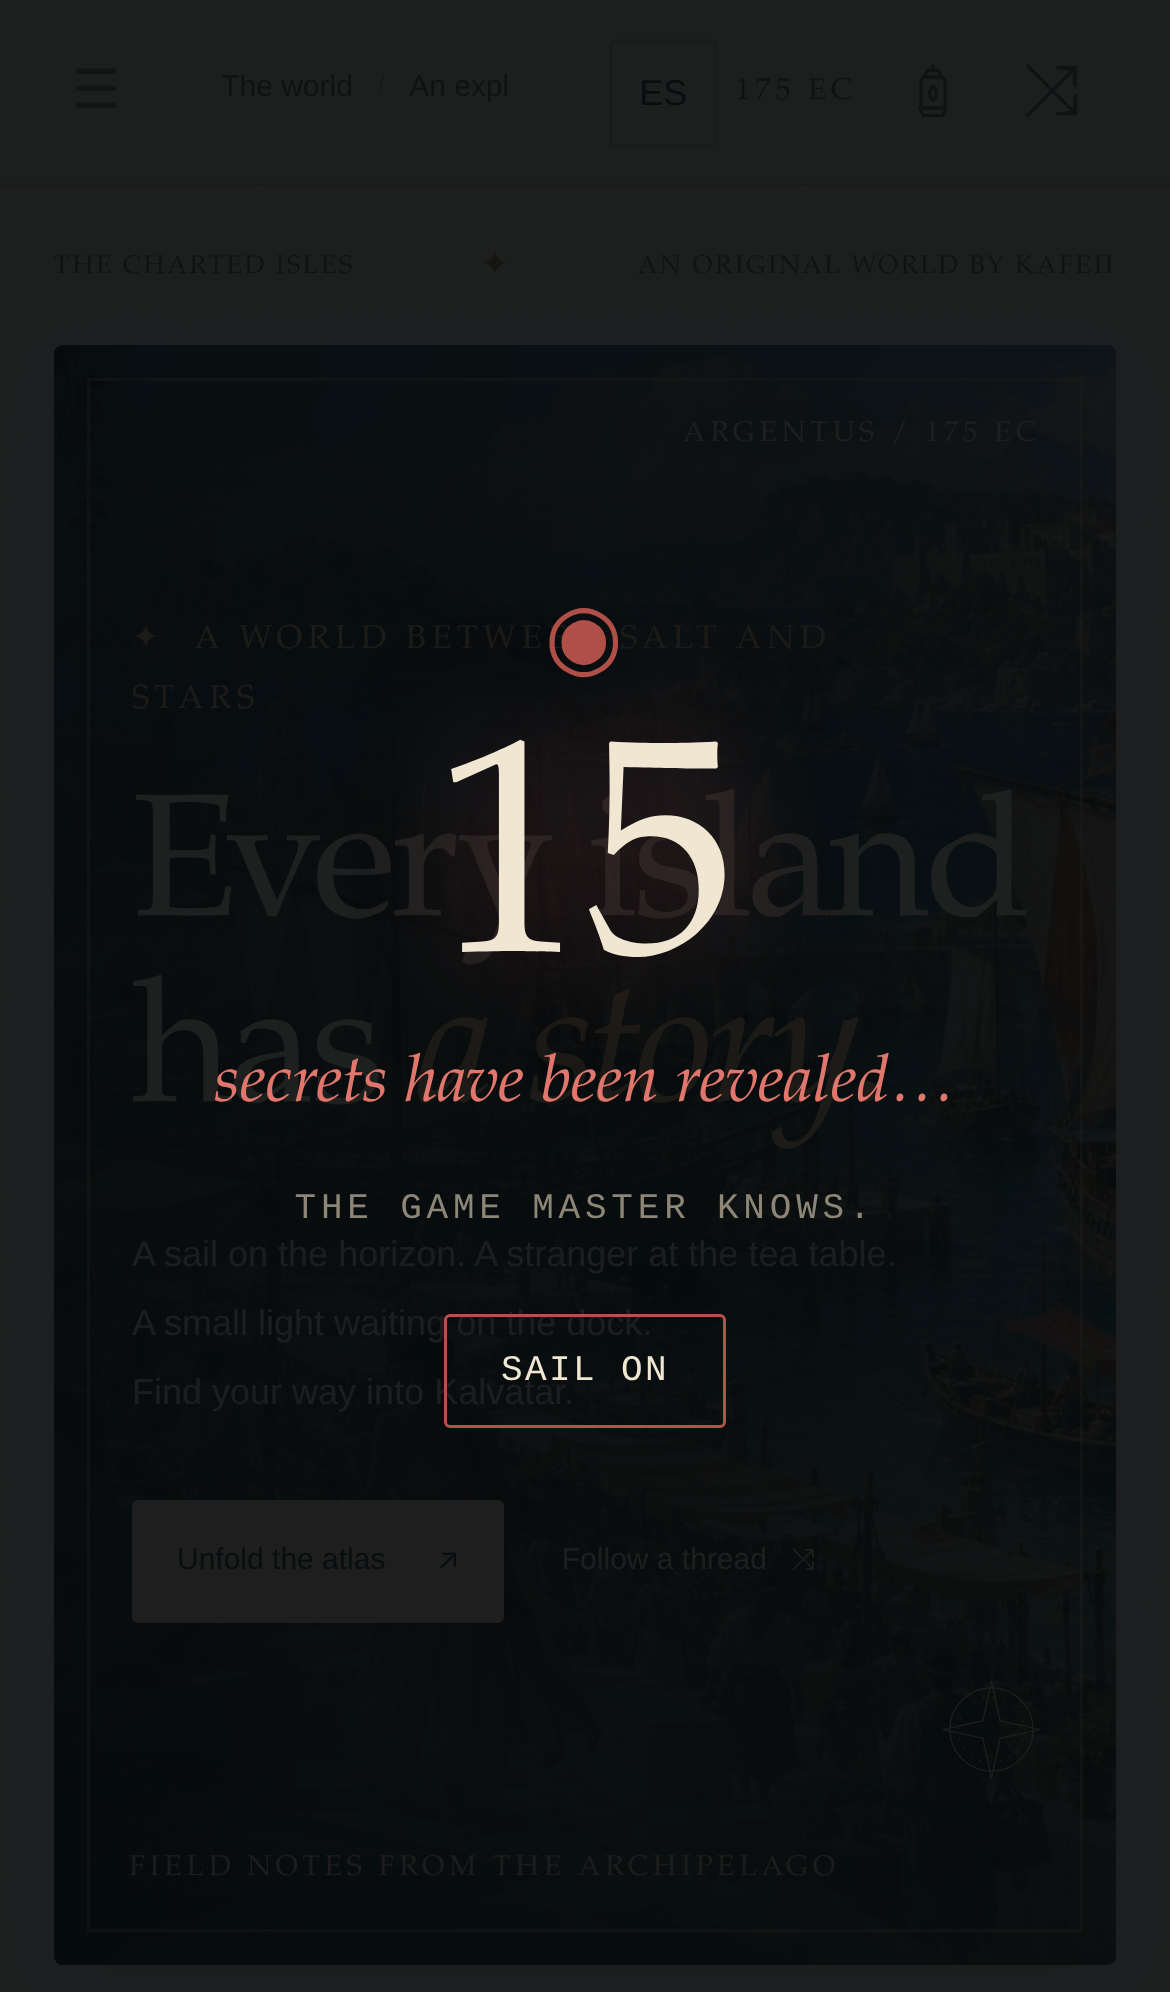 The world / An expl
ES
175 EC
THE CHARTED ISLES ✦ AN ORIGINAL WORLD BY KAFEII
ARGENTUS / 175 EC
✦ A WORLD BETWE SALT AND
STARS
15
Every island
has a story
secrets have been revealed...
THE GAME MASTER KNOWS.
A sail on the horizon. A stranger at the tea table.
A small light waiting on the dock.
SAIL ON
Find your way into Kalvatar.
Unfold the atlas
Follow a thread
FIELD NOTES FROM THE ARCHIPELAGO